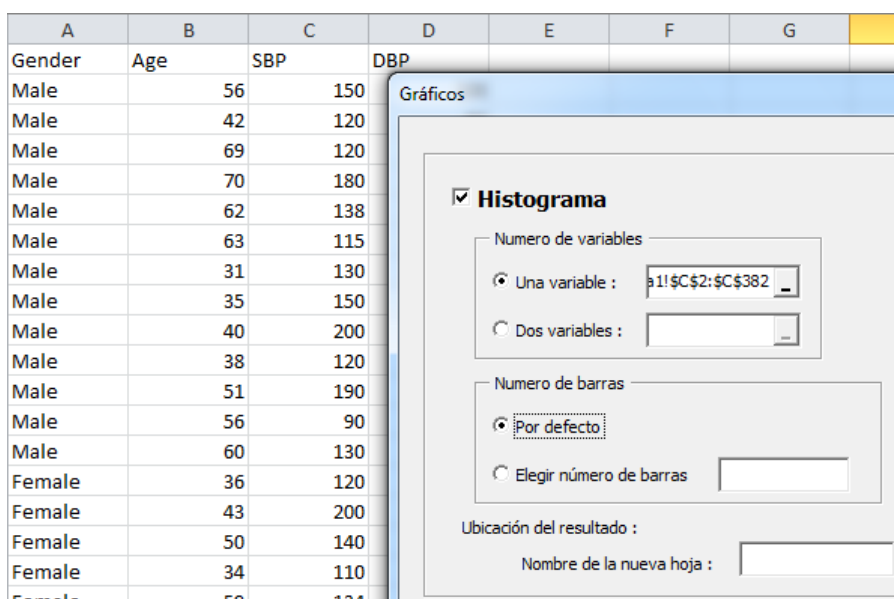 A B C D E F G
Gender Age SBP DBP
Male 56 150
Male 42 120
Male 69 120
Male 70 180
Male 62 138
Male 63 115
Male 31 130
Male 35 150
Male 40 200
Male 38 120
Male 51 190
Male 56 90
Male 60 130
Female 36 120
Female 43 200
Female 50 140
Female 34 110
Gráficos
Histograma
Numero de variables
Una variable : a1!$C$2:$C$382
Dos variables :
Numero de barras
Por defecto
Elegir número de barras
Ubicación del resultado :
Nombre de la nueva hoja :